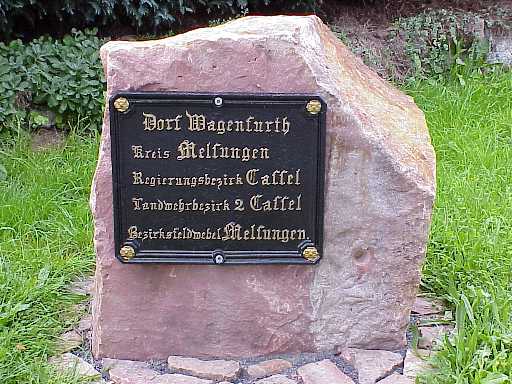 Dorf Wagenfurth
Kreis Melsungen
Regierungsbezirk Cassel
Landwehrbezirk 2 Cassel
Bezirksfeldwebel Melsungen.